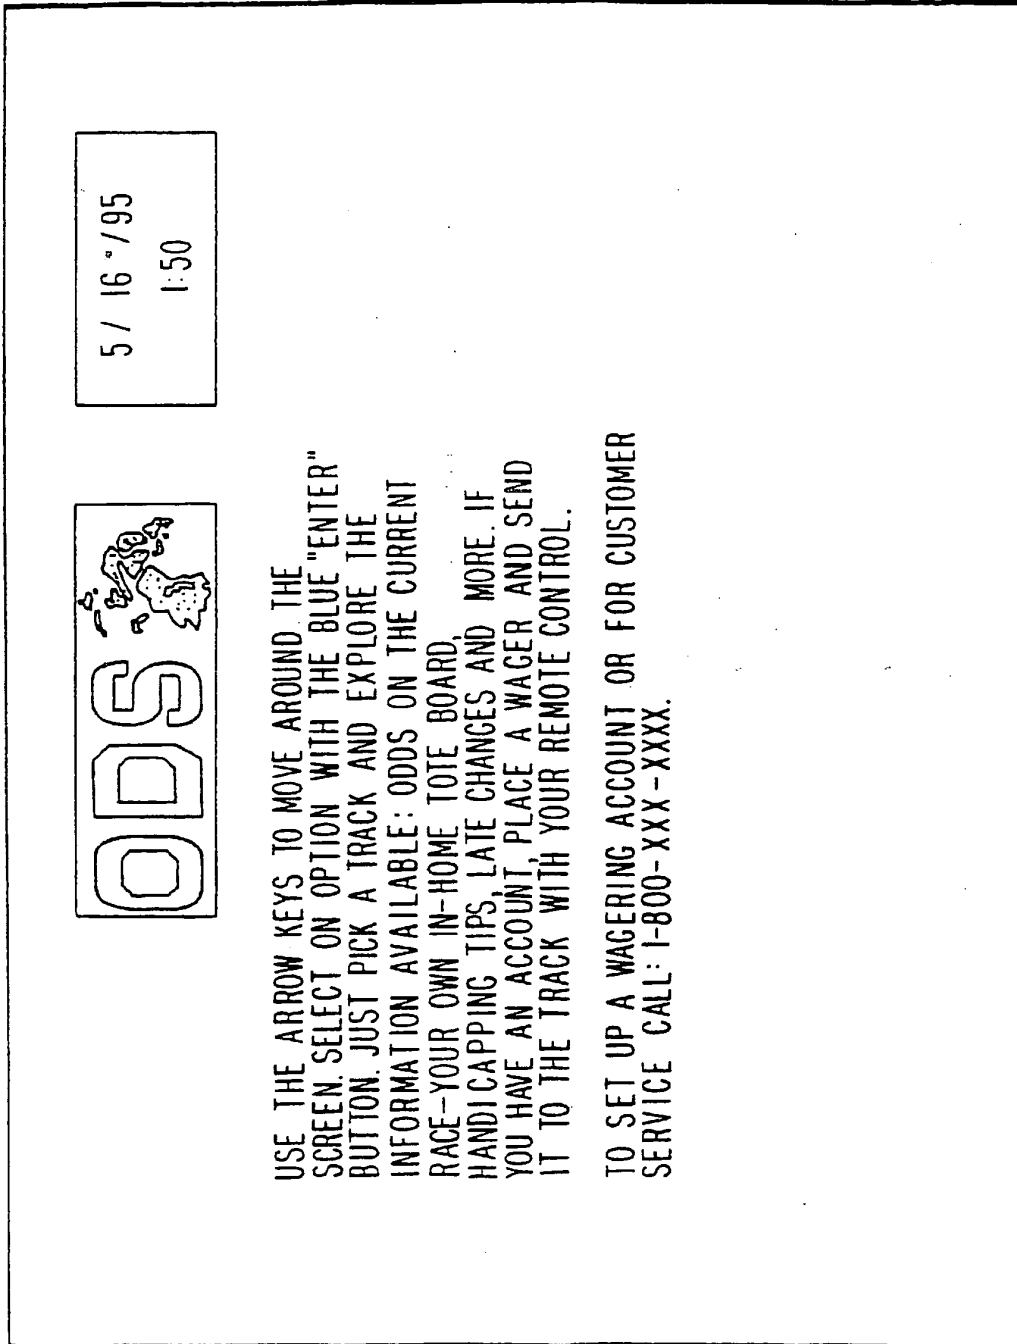 ODS
5 / 16 /95
1:50
USE THE ARROW KEYS TO MOVE AROUND THE
SCREEN. SELECT ON OPTION WITH THE BLUE "ENTER"
BUTTON. JUST PICK A TRACK AND EXPLORE THE
INFORMATION AVAILABLE: ODDS ON THE CURRENT
RACE-YOUR OWN IN-HOME TOTE BOARD,
HANDICAPPING TIPS, LATE CHANGES AND MORE. IF
YOU HAVE AN ACCOUNT, PLACE A WAGER AND SEND
IT TO THE TRACK WITH YOUR REMOTE CONTROL.
TO SET UP A WAGERING ACCOUNT OR FOR CUSTOMER
SERVICE CALL: 1-800-XXX-XXXX.